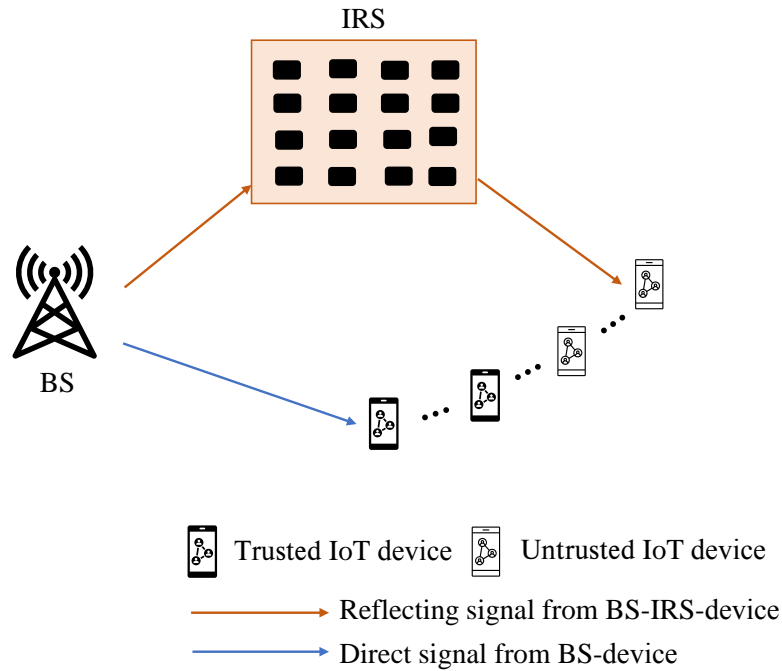 IRS
BS
Trusted IoT device
Untrusted IoT device
Reflecting signal from BS-IRS-device
Direct signal from BS-device